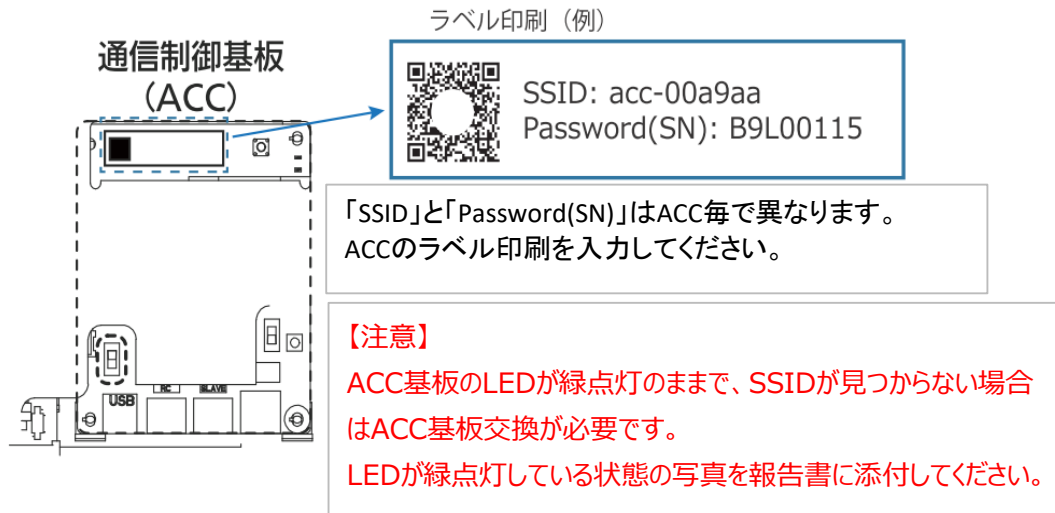 ラベル印刷（例）
通信制御基板
（ACC）
SSID: acc-00a9aa
Password(SN): B9L00115
「SSID」と「Password(SN)」はACC毎で異なります。
ACCのラベル印刷を入力してください。
【注意】
ACC基板のLEDが緑点灯のままで、SSIDが見つからない場合
はACC基板交換が必要です。
LEDが緑点灯している状態の写真を報告書に添付してください。
RC
SLAVE
USB